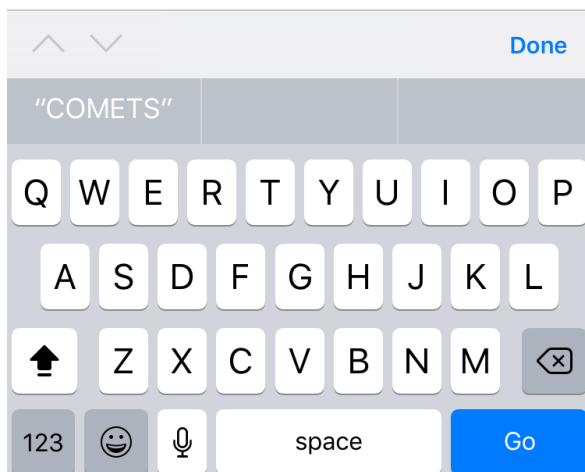 Done
“COMETS”
Q W E R T Y U I O P
A S D F G H J K L
Z X C V B N M
123 space Go